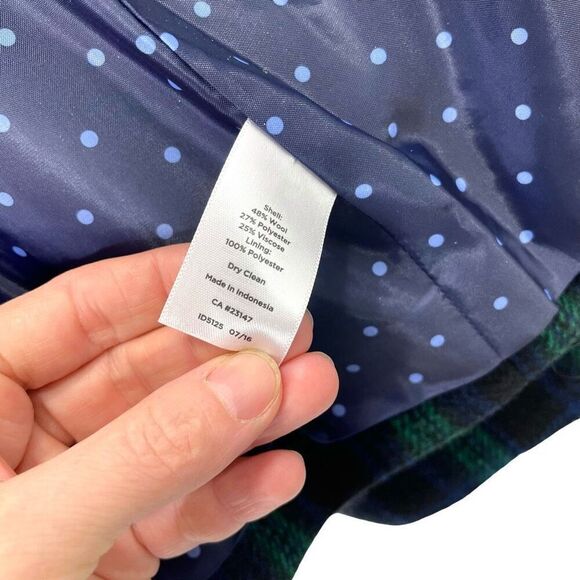 Shell:
48% Wool
27% Polyester
25% Viscose
Lining:
100% Polyester
Dry Clean
Made in Indonesia
CA #23147
ID5125 07/16